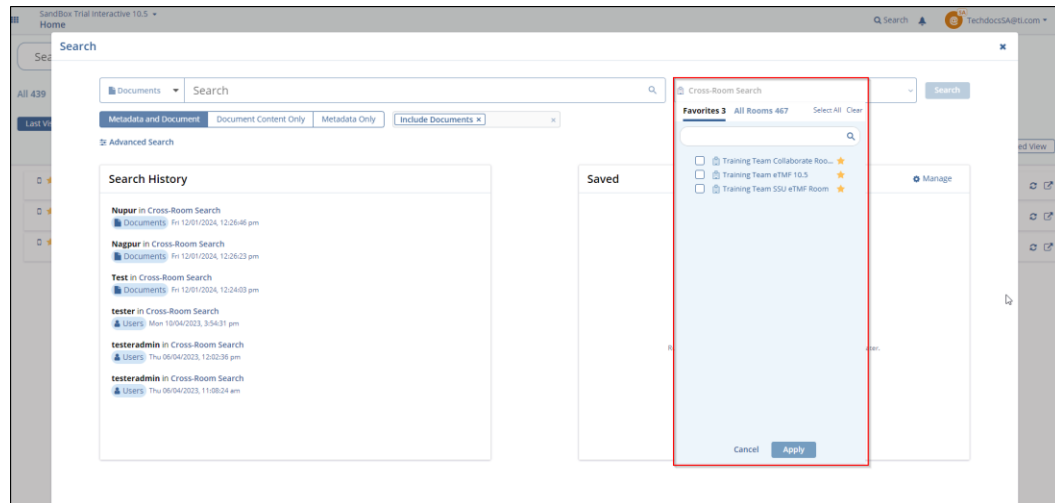 SandBox Trial Interactive 10.5
Home
Search
TechdocsSA@ti.com
SA
Search
All 439
Documents
Search
Cross-Room Search
Search
Metadata and Document
Document Content Only
Metadata Only
Include Documents ×
×
Favorites 3
All Rooms 467
Select All
Clear
Advanced Search
Search History
Saved
Manage
Training Team Collaborate Roo...
Training Team eTMF 10.5
Training Team SSU eTMF Room
Nupur in Cross-Room Search
Documents Fri 12/01/2024, 12:26:46 pm
Nagpur in Cross-Room Search
Documents Fri 12/01/2024, 12:26:23 pm
Test in Cross-Room Search
Documents Fri 12/01/2024, 12:24:03 pm
tester in Cross-Room Search
Users Mon 10/04/2023, 3:54:31 pm
testeradmin in Cross-Room Search
Users Thu 06/04/2023, 12:02:36 pm
testeradmin in Cross-Room Search
Users Thu 06/04/2023, 11:08:24 am
Cancel
Apply